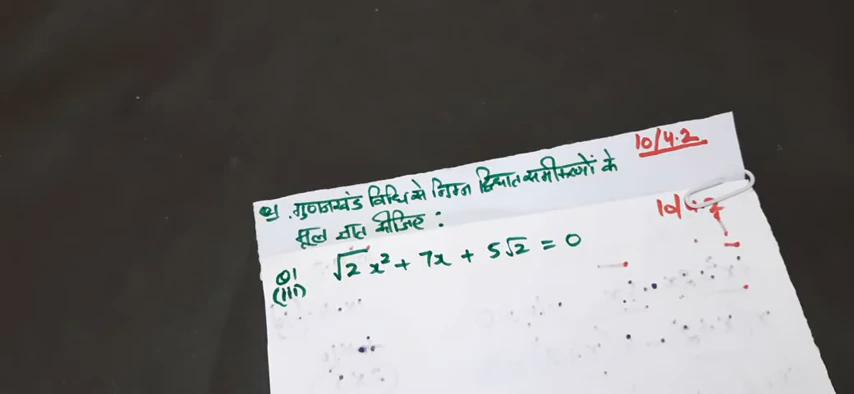 10/4.2
Q. गुणनखंड विधि से निम्न द्विघात समीकरणों के
मूल ज्ञात कीजिए :
Q1
(iii) √2 x² + 7x + 5√2 = 0